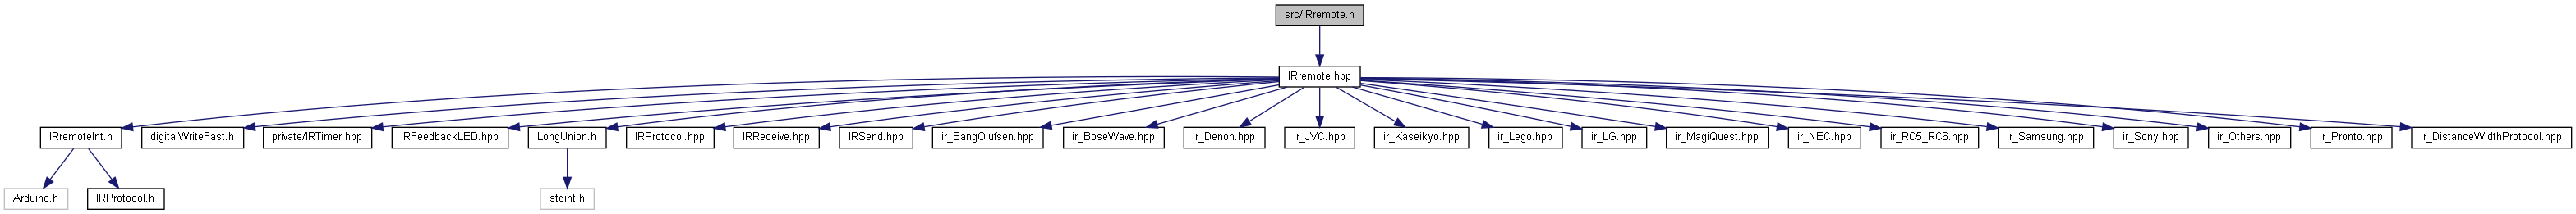 src/IRremote.h
IRremote.hpp
IRremoteInt.h
digitalWriteFast.h
private/IRTimer.hpp
IRFeedbackLED.hpp
LongUnion.h
IRProtocol.hpp
IRReceive.hpp
IRSend.hpp
ir_BangOlufsen.hpp
ir_BoseWave.hpp
ir_Denon.hpp
ir_JVC.hpp
ir_Kaseikyo.hpp
ir_Lego.hpp
ir_LG.hpp
ir_MagiQuest.hpp
ir_NEC.hpp
ir_RC5_RC6.hpp
ir_Samsung.hpp
ir_Sony.hpp
ir_Others.hpp
ir_Pronto.hpp
ir_DistanceWidthProtocol.hpp
Arduino.h
IRProtocol.h
stdint.h